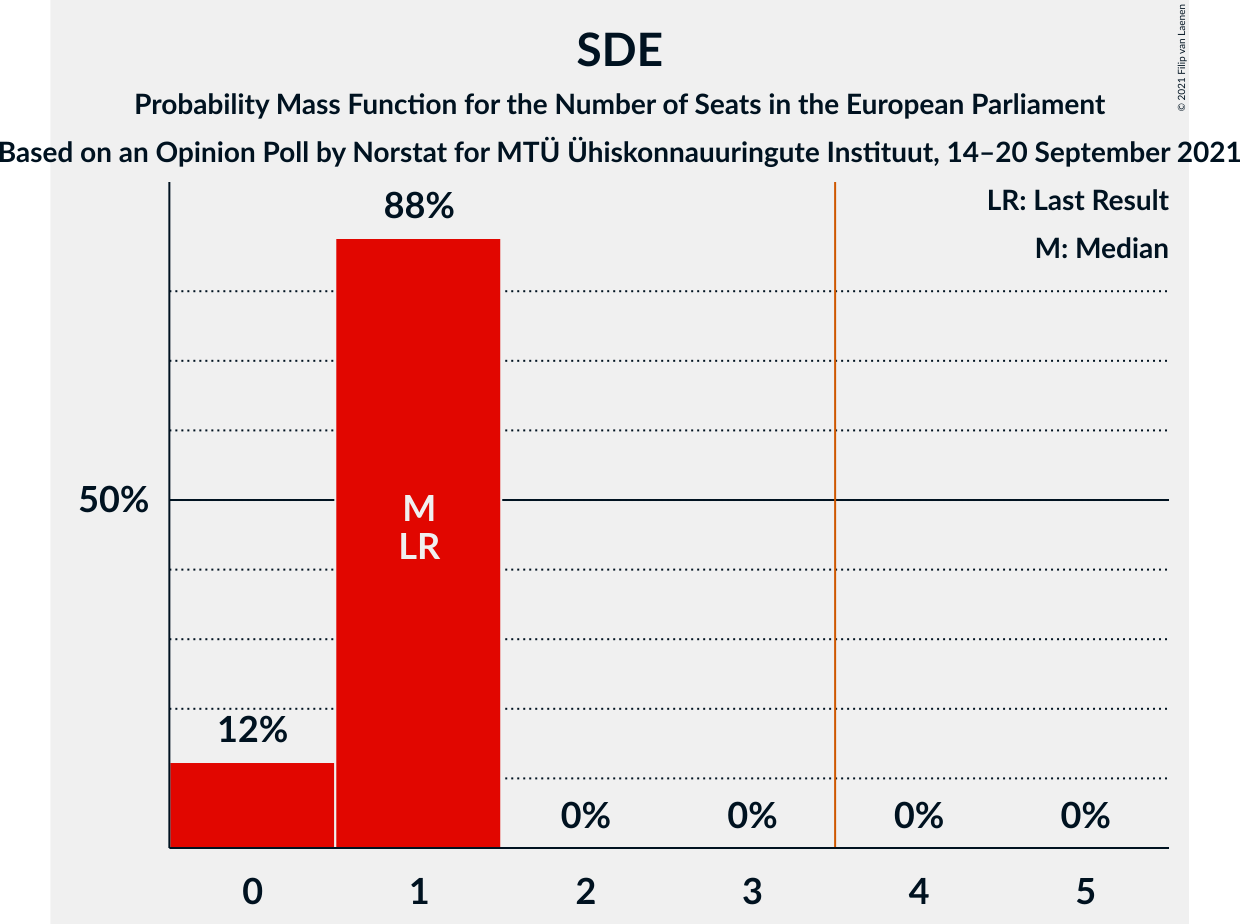 SDE
Probability Mass Function for the Number of Seats in the European Parliament
Based on an Opinion Poll by Norstat for MTÜ Ühiskonnauuringute Instituut, 14–20 September 2021
© 2021 Filip van Laenen
LR: Last Result
M: Median
88%
50%
M
LR
12%
0% 0% 0% 0%
0 1 2 3 4 5